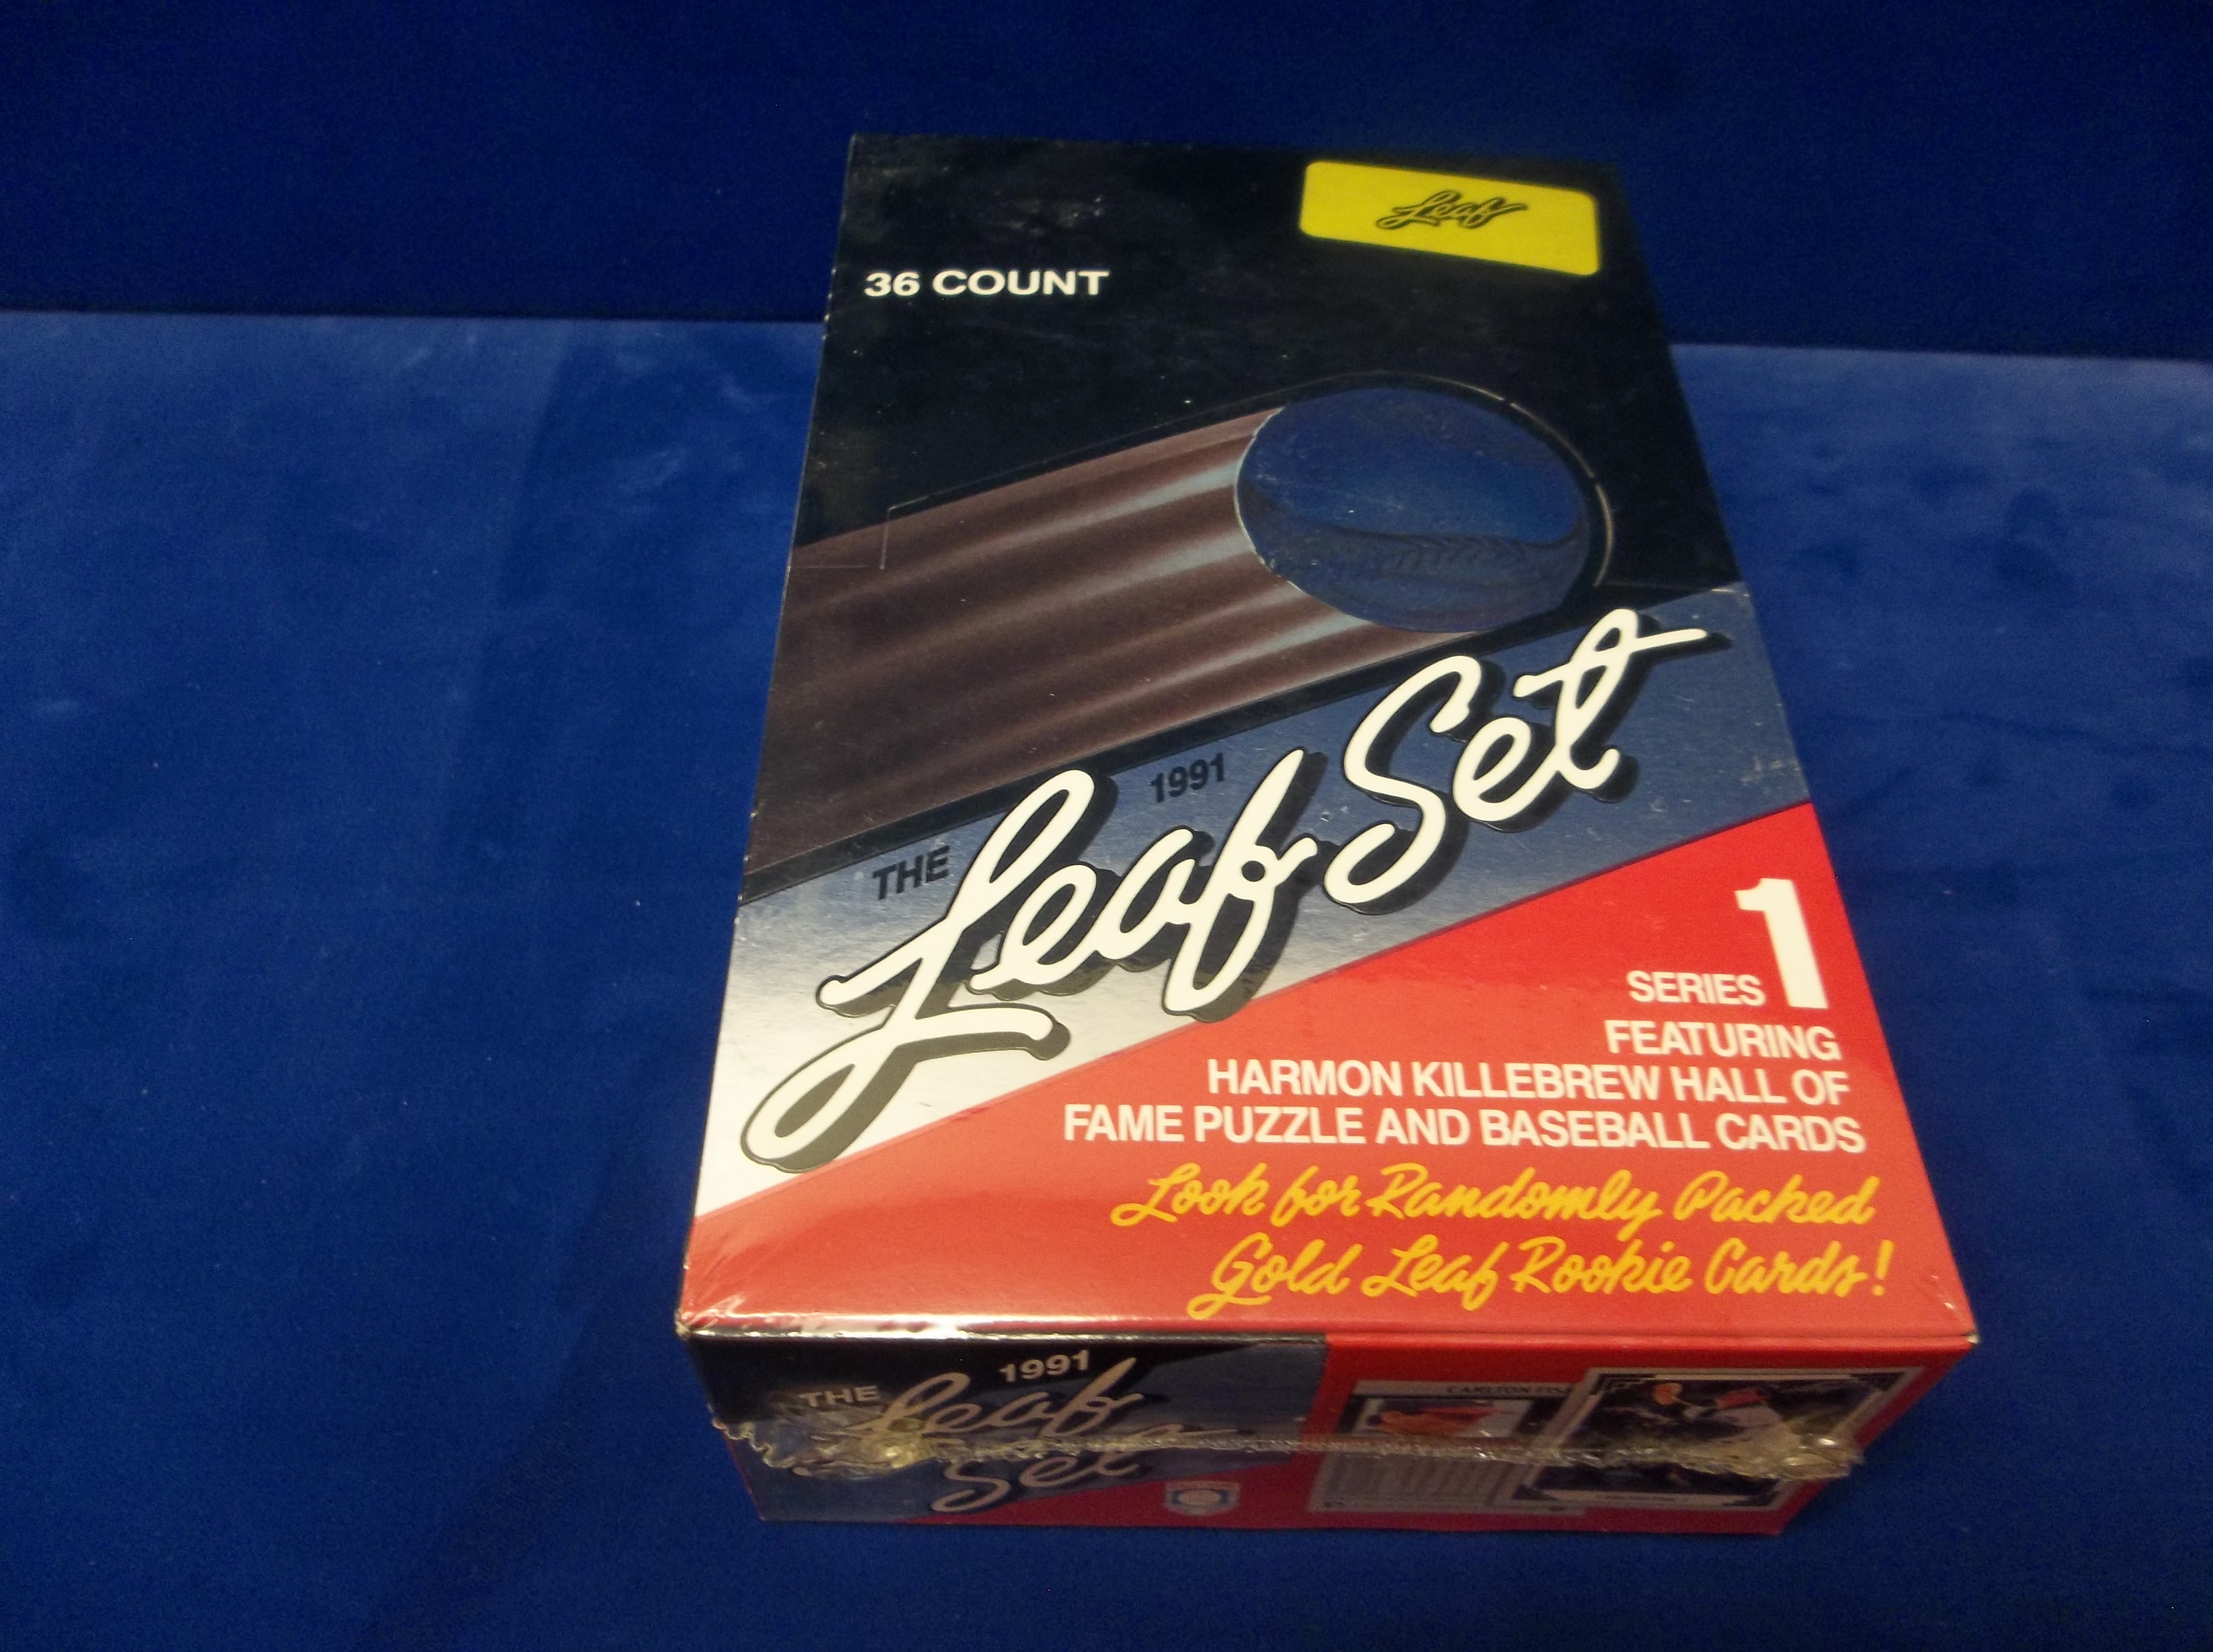 Leaf
36 COUNT
THE 1991
Leaf Set
SERIES 1
FEATURING
HARMON KILLEBREW HALL OF
FAME PUZZLE AND BASEBALL CARDS
Look for Randomly Packed
Gold Leaf Rookie Cards!
THE 1991
Leaf
Set
CARLTON